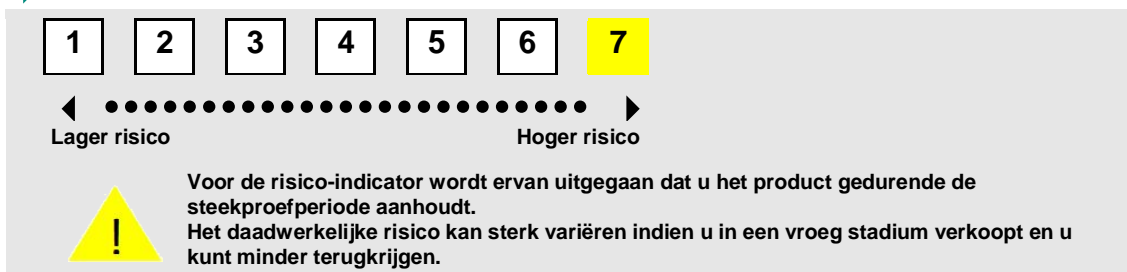 1 2 3 4 5 6 7
Lager risico Hoger risico
Voor de risico-indicator wordt ervan uitgegaan dat u het product gedurende de
steekproefperiode aanhoudt.
! Het daadwerkelijke risico kan sterk variëren indien u in een vroeg stadium verkoopt en u
kunt minder terugkrijgen.